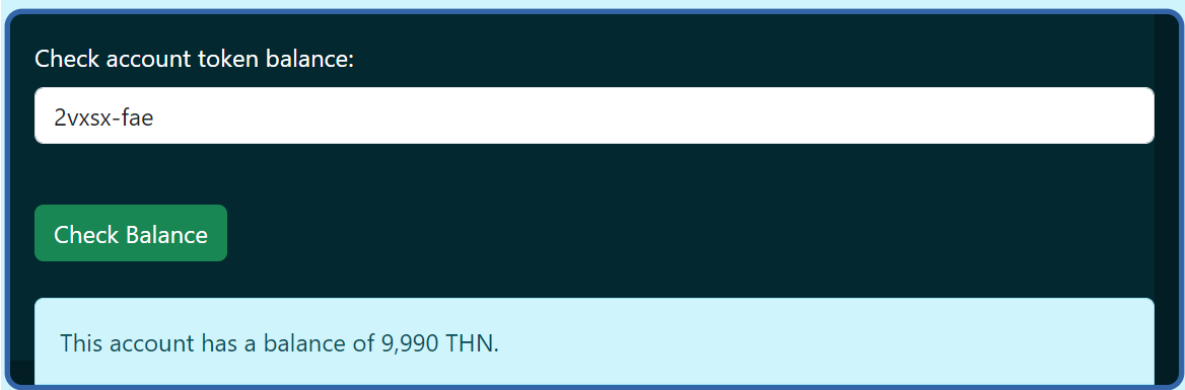 Check account token balance:
2vxsx-fae
Check Balance
This account has a balance of 9,990 THN.